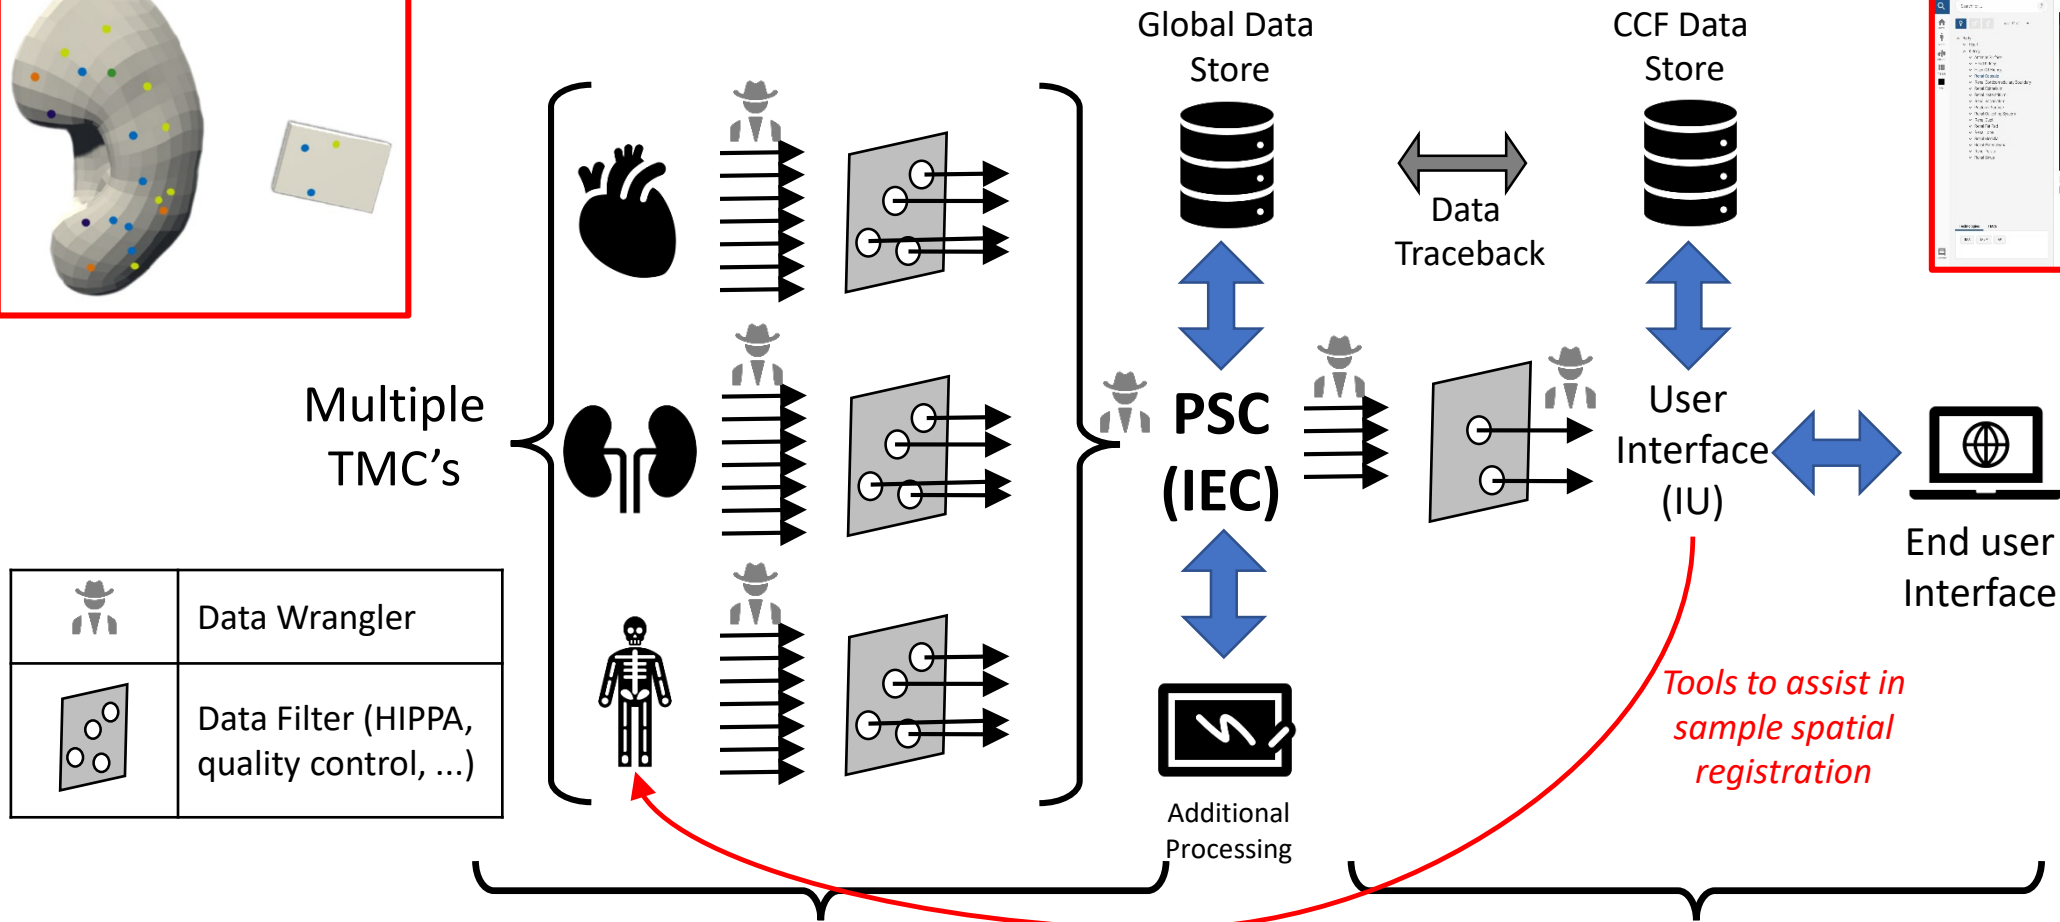 Global Data
Store
CCF Data
Store
Data
Traceback
Multiple
TMC's
PSC
(IEC)
User
Interface
(IU)
End user
Interface
Data Wrangler
Data Filter (HIPPA,
quality control, ...)
Additional
Processing
Tools to assist in
sample spatial
registration